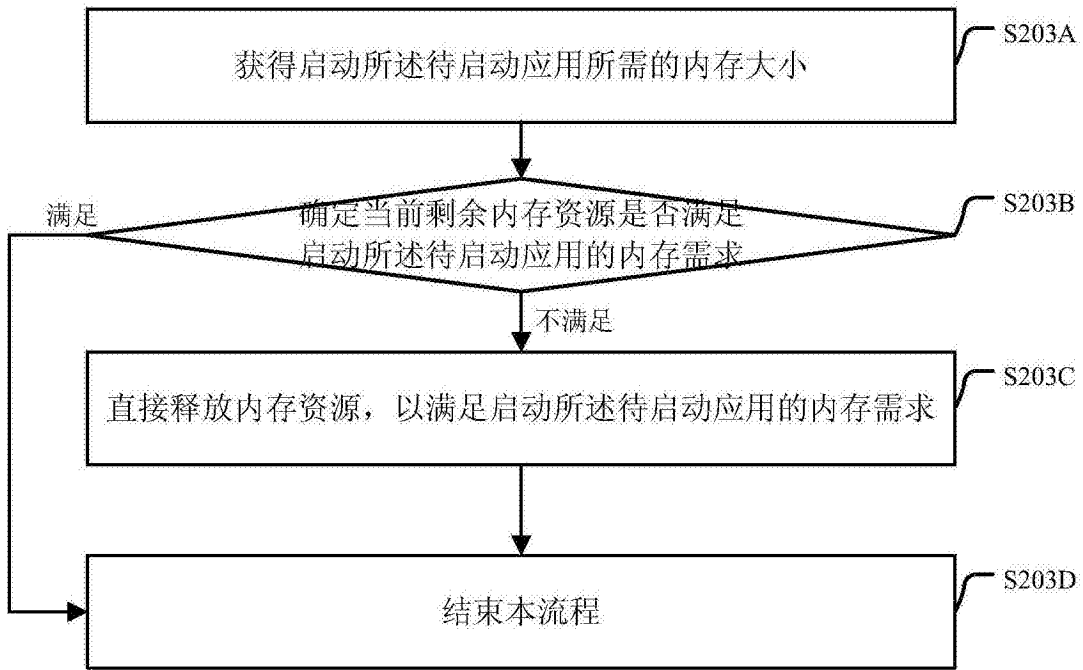 获得启动所述待启动应用所需的内存大小
S203A
满足
确定当前剩余内存资源是否满足
启动所述待启动应用的内存需求
S203B
不满足
直接释放内存资源，以满足启动所述待启动应用的内存需求
S203C
结束本流程
S203D